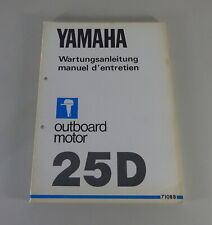 YAMAHA
Wartungsanleitung
manuel d'entretien
outboard
motor
25D